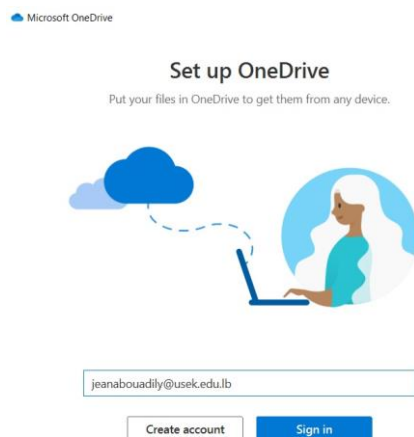 Microsoft OneDrive
Set up OneDrive
Put your files in OneDrive to get them from any device.
jeanabouadily@usek.edu.lb
Create account
Sign in